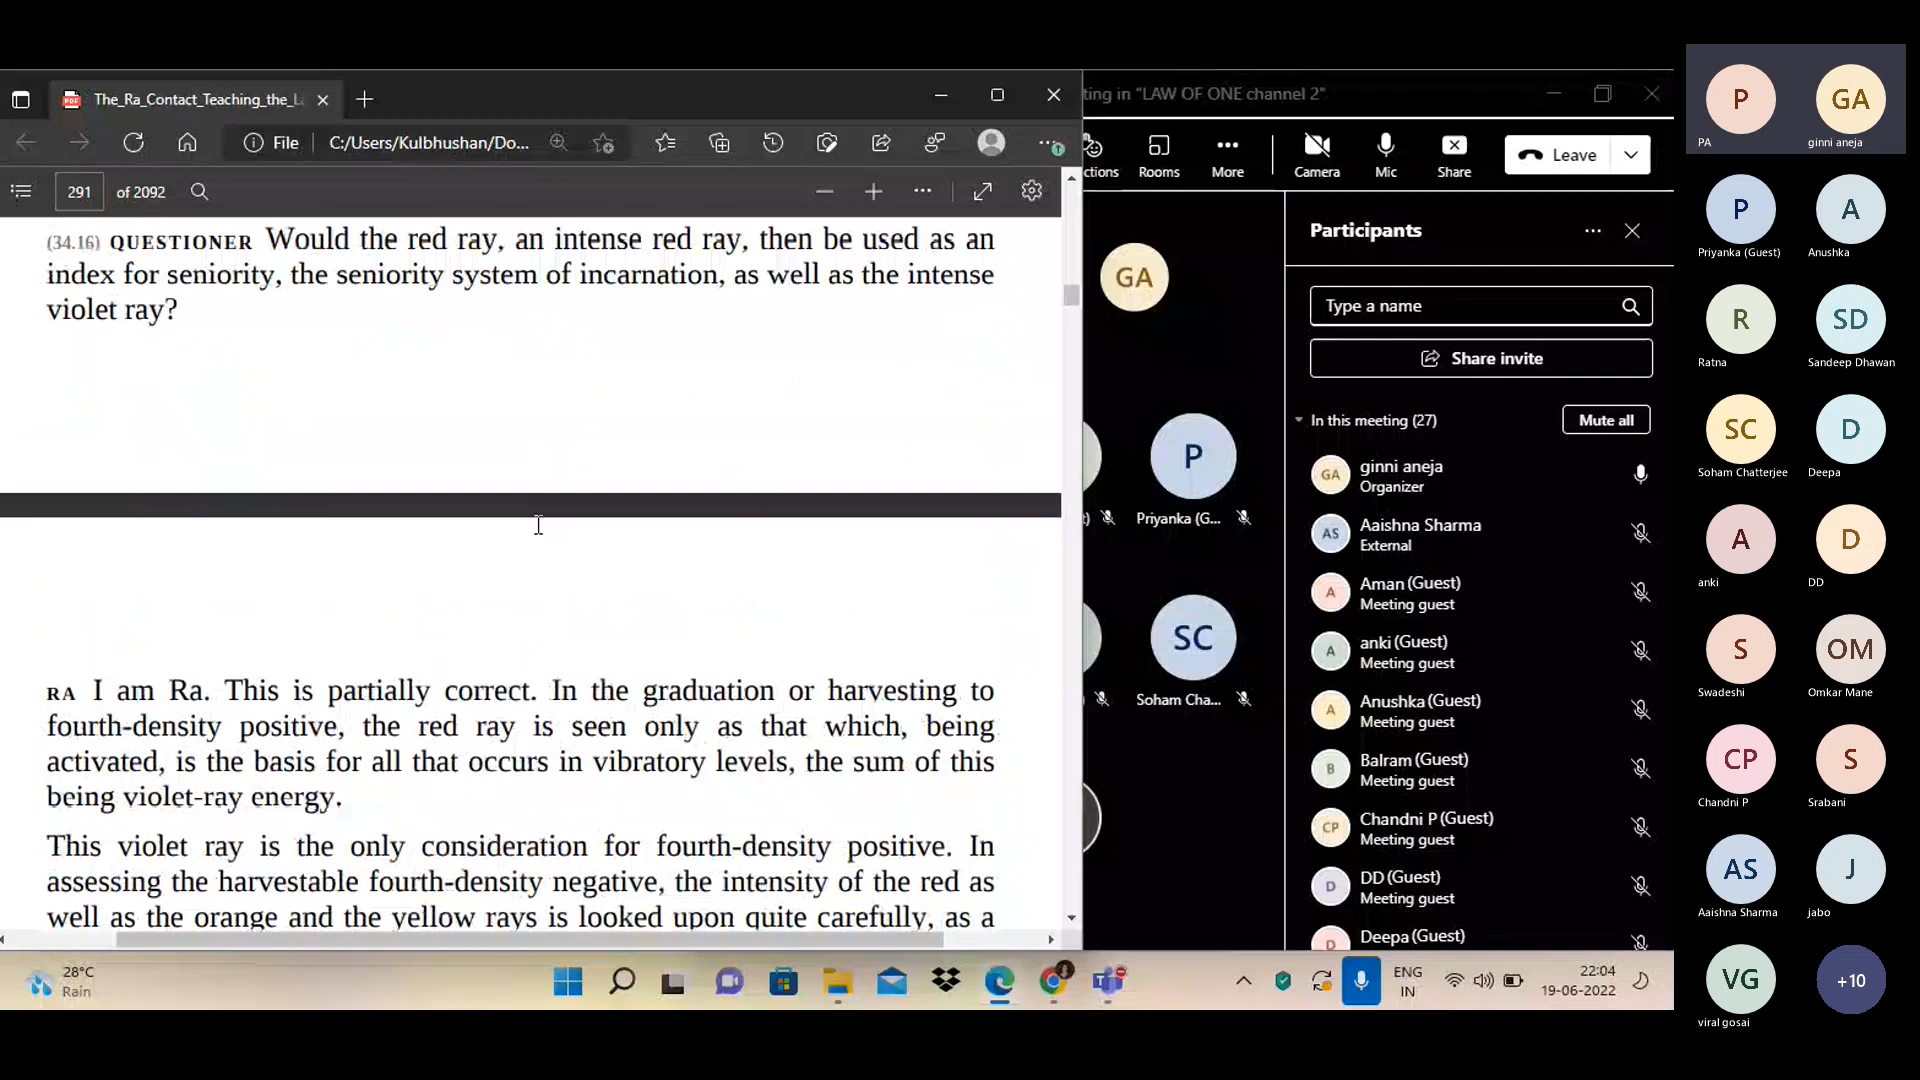 The_Ra_Contact_Teaching_the_L
File
C:/Users/Kulbhushan/Do...
291 of 2092
(34.16) QUESTIONER Would the red ray, an intense red ray, then be used as an
index for seniority, the seniority system of incarnation, as well as the intense
violet ray?
RA I am Ra. This is partially correct. In the graduation or harvesting to
fourth-density positive, the red ray is seen only as that which, being
activated, is the basis for all that occurs in vibratory levels, the sum of this
being violet-ray energy.
This violet ray is the only consideration for fourth-density positive. In
assessing the harvestable fourth-density negative, the intensity of the red as
well as the orange and the yellow rays is looked upon quite carefully, as a
ting in "LAW OF ONE channel 2"
ctions
Rooms
More
Camera
Mic
Share
Leave
GA
P
Priyanka (G...
SC
Soham Cha...
Participants
Type a name
Share invite
In this meeting (27)
Mute all
GA
ginni aneja
Organizer
AS
Aaishna Sharma
External
A
Aman (Guest)
Meeting guest
A
anki (Guest)
Meeting guest
A
Anushka (Guest)
Meeting guest
B
Balram (Guest)
Meeting guest
CP
Chandni P (Guest)
Meeting guest
D
DD (Guest)
Meeting guest
D
Deepa (Guest)
28°C
Rain
ENG
IN
22:04
19-06-2022
P
PA
GA
ginni aneja
P
Priyanka (Guest)
A
Anushka
R
Ratna
SD
Sandeep Dhawan
SC
Soham Chatterjee
D
Deepa
A
anki
D
DD
S
Swadeshi
OM
Omkar Mane
CP
Chandni P
S
Srabani
AS
Aaishna Sharma
J
jabo
VG
viral gosai
+10